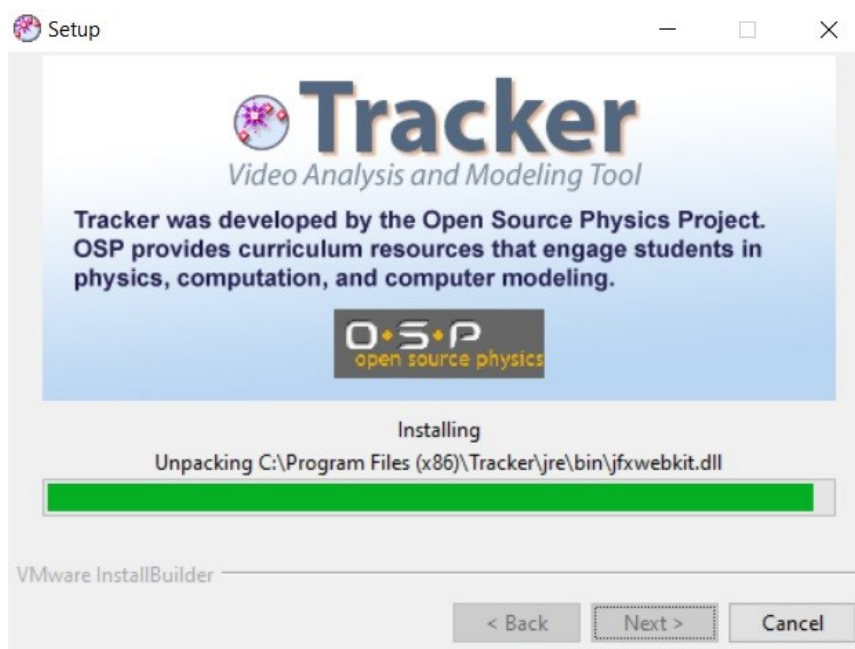 Setup
Tracker
Video Analysis and Modeling Tool
Tracker was developed by the Open Source Physics Project.
OSP provides curriculum resources that engage students in
physics, computation, and computer modeling.
O•S•P
open source physics
Installing
Unpacking C:\Program Files (x86)\Tracker\jre\bin\jfxwebkit.dll
VMware InstallBuilder
< Back Next > Cancel